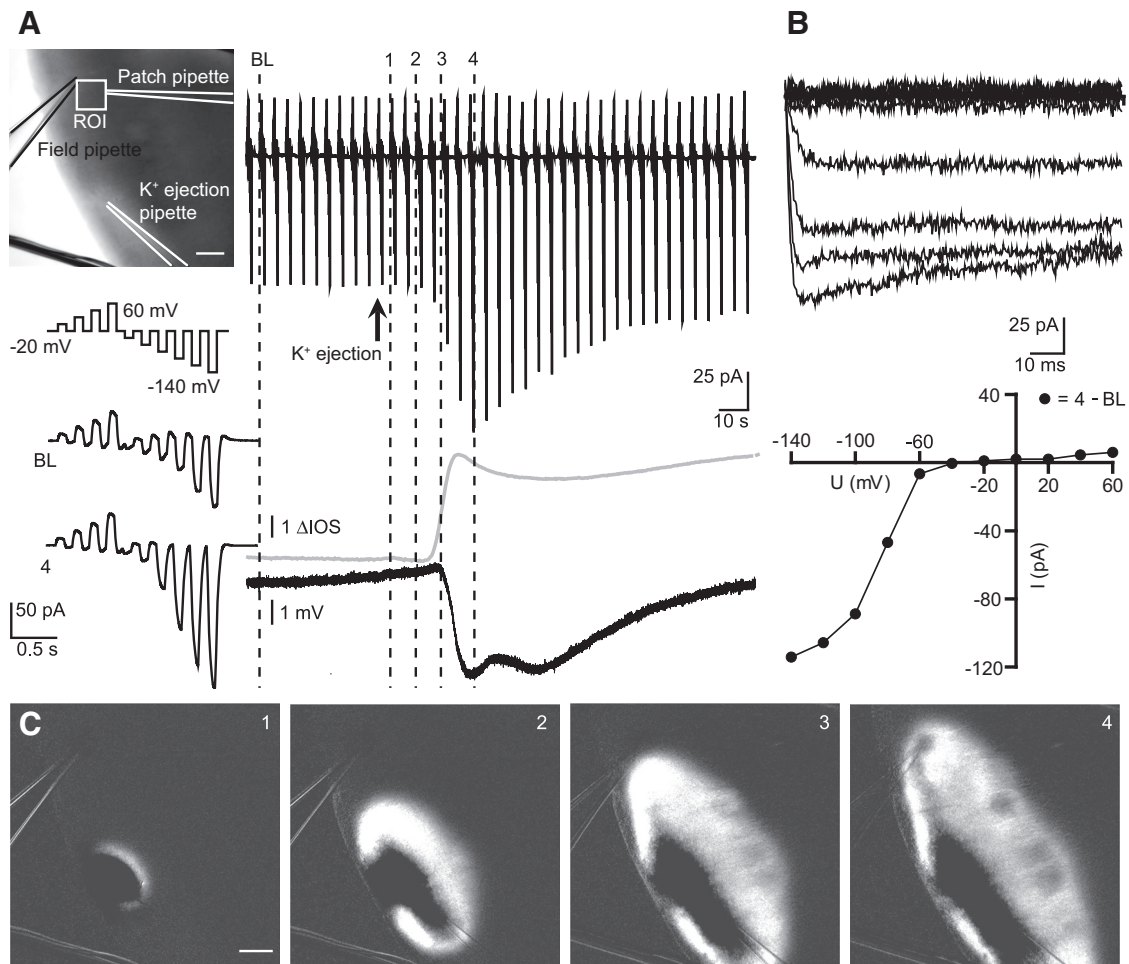 A
B
BL
1
2
3
4
Patch pipette
ROI
Field pipette
K+ ejection
pipette
60 mV
-20 mV
-140 mV
K+ ejection
25 pA
10 s
25 pA
10 ms
BL
4
50 pA
0.5 s
1 ΔIOS
1 mV
40
● = 4 - BL
-140
-100
-60
U (mV)
-20
20
60
-40
-80
-120
I (pA)
C
1
2
3
4